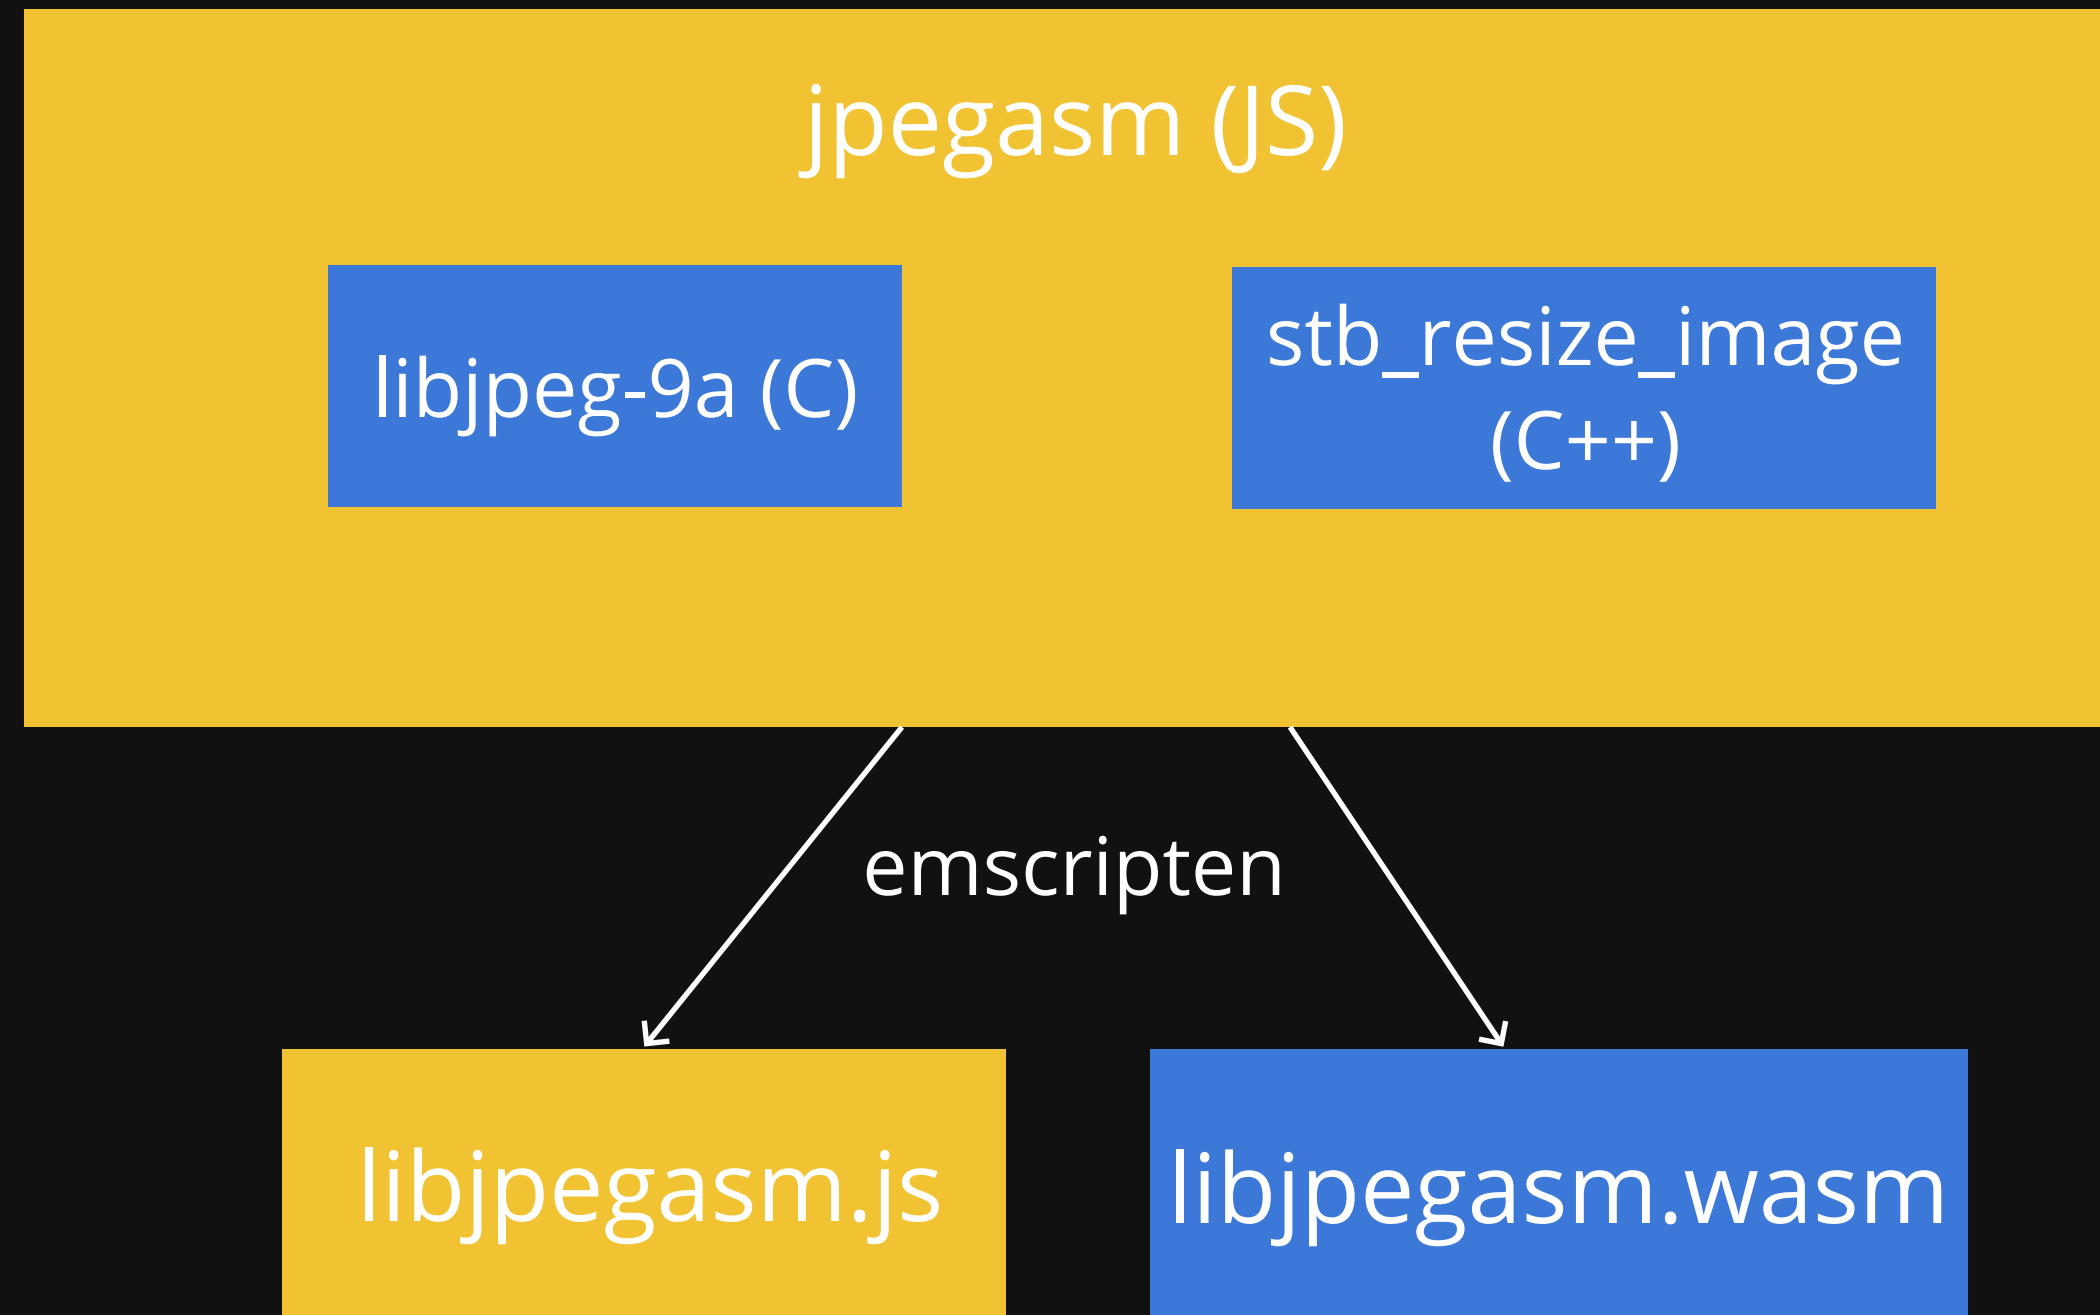 jpegasm (JS)
libjpeg-9a (C)
stb_resize_image
(C++)
emscripten
libjpegasm.js
libjpegasm.wasm